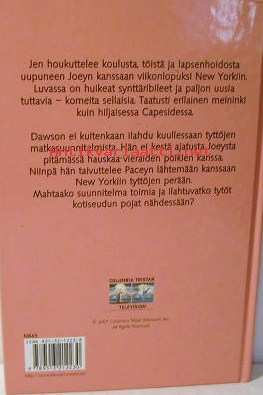 Jen houkuttelee koulusta, töistä ja lapsenhoidosta
uupuneen Joeyn kanssaan viikonlopuksi New Yorkiin.
Luvassa on huikeat synttäribileet ja paljon uusia
tuttavia – komeita sellaisia. Taatusti erilainen meininki
kuin hiljaisessa Capesidessa.
Dawson ei kuitenkaan ilahdu kuullessaan tyttöjen
matkasuunnitelmista. Hän ei kestä ajatusta Joeysta
pitämässä hauskaa vieraiden poikien kanssa.
Niinpä hän taivuttelee Paceyn lähtemään kanssaan
New Yorkiin tyttöjen perään.
Mahtaako suunnitelma toimia ja ilahtuvatko tytöt
kotiseudun pojat nähdessään?
COLUMBIA TRISTAR
TELEVISION